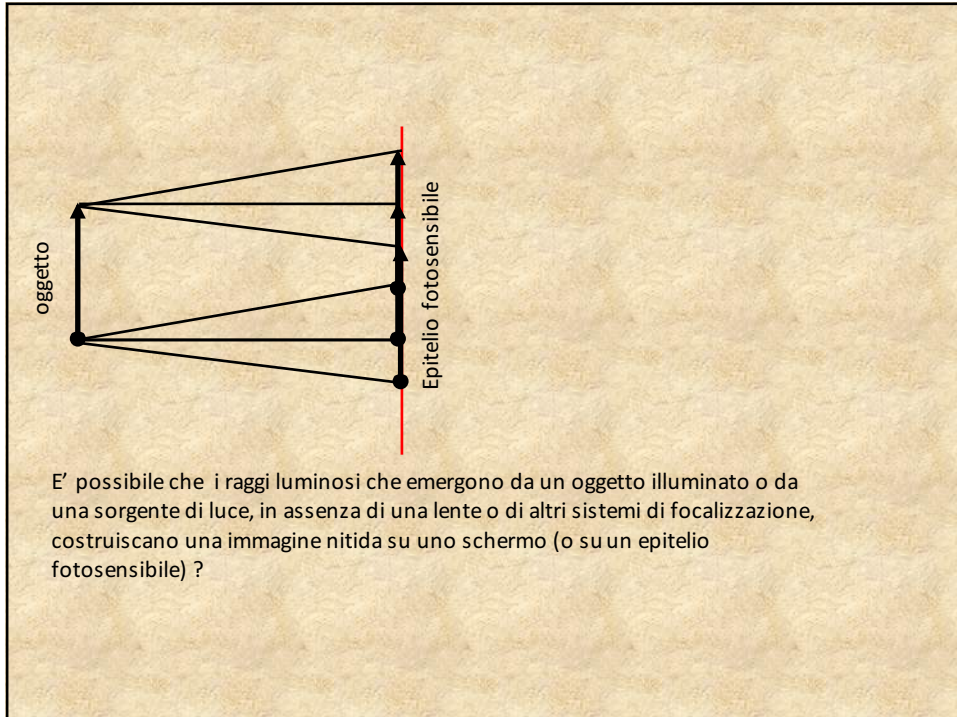 oggetto
Epitelio fotosensibile
E' possibile che i raggi luminosi che emergono da un oggetto illuminato o da
una sorgente di luce, in assenza di una lente o di altri sistemi di focalizzazione,
costruiscano una immagine nitida su uno schermo (o su un epitelio
fotosensibile) ?